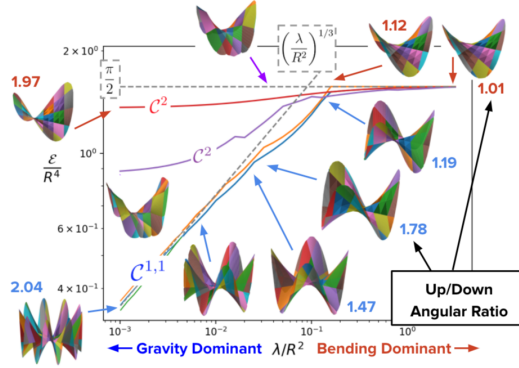 2 × 10⁰
(λ/R²)^1/3
1.12
1.97
π/2
C²
1.01
C²
ℰ/R⁴
10⁰
1.19
6 × 10⁻¹
1.78
C¹,¹
2.04
4 × 10⁻¹
1.47
Up/Down
Angular Ratio
10⁻³
10⁻²
10⁻¹
10⁰
Gravity Dominant
λ/R²
Bending Dominant